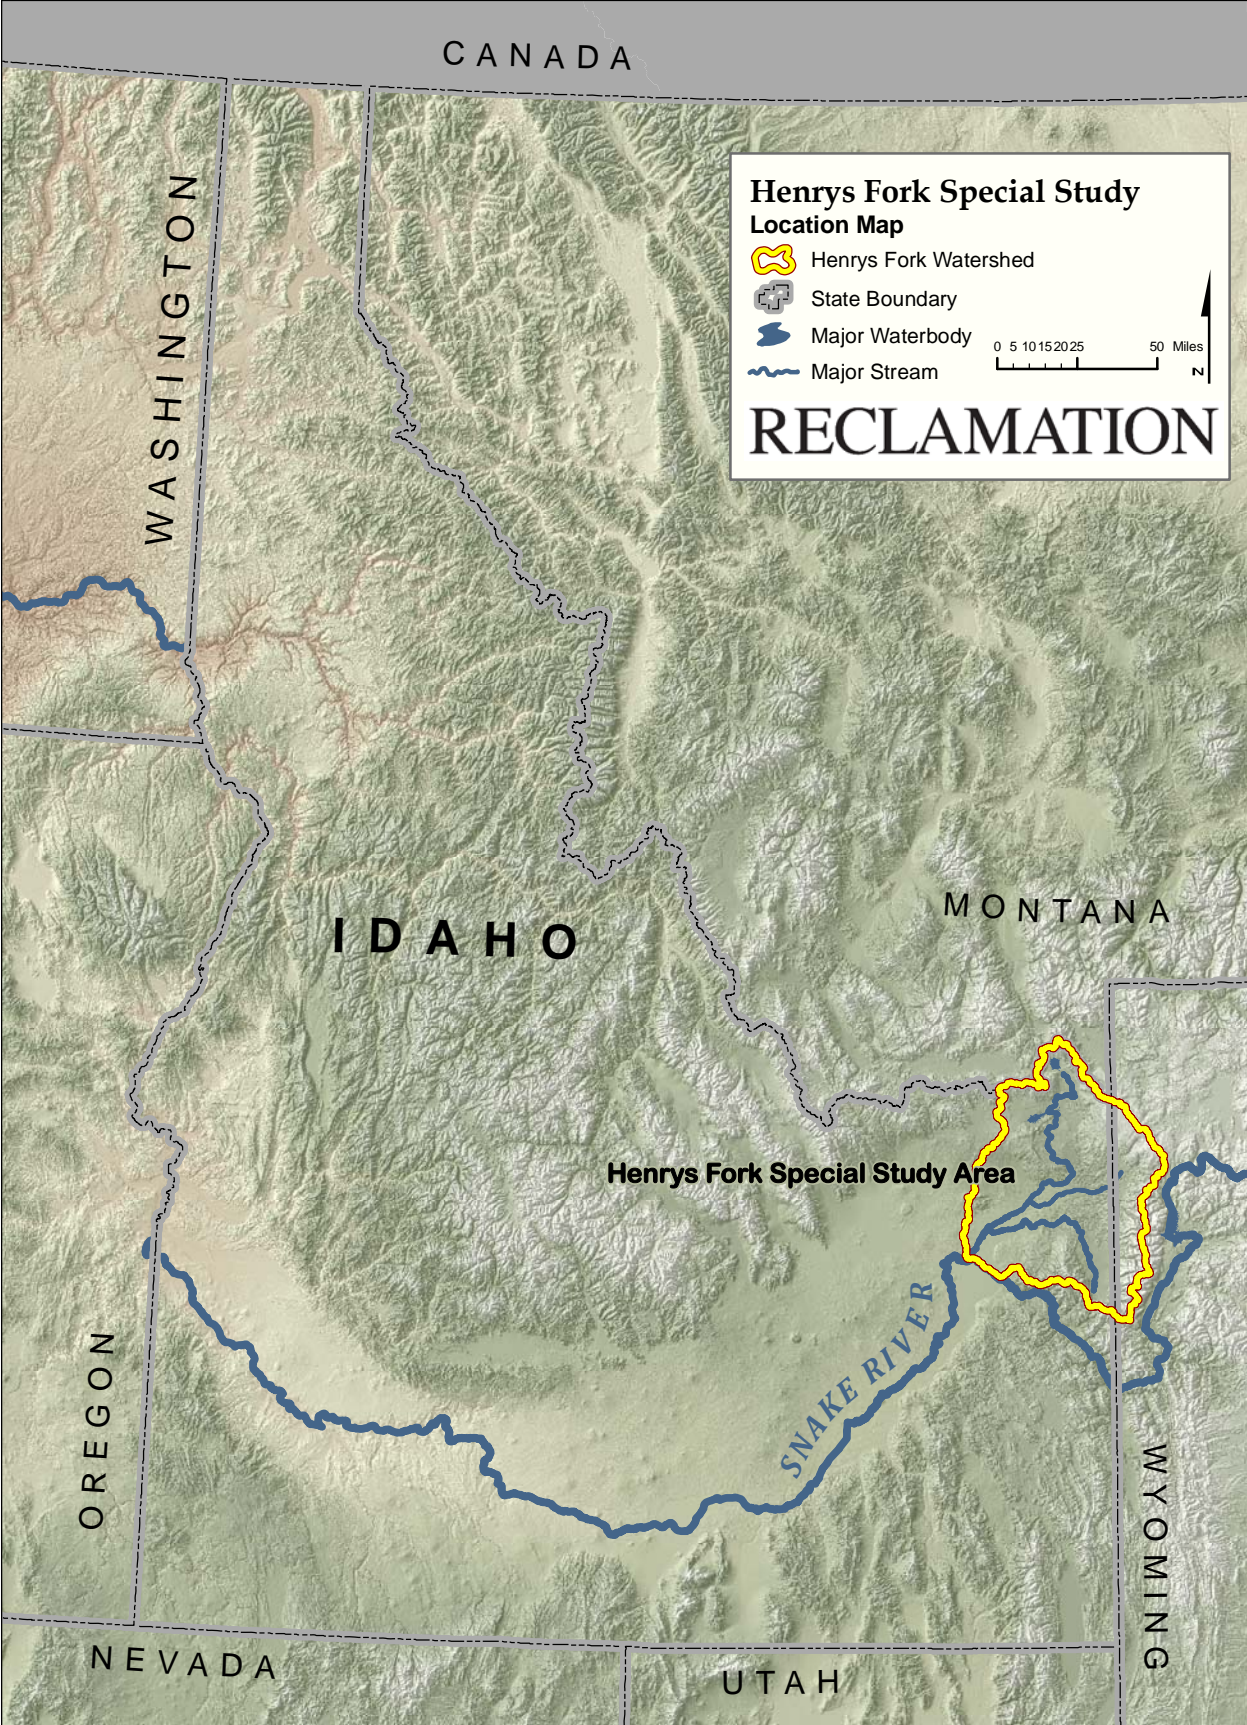 CANADA
WASHINGTON
Henrys Fork Special Study
Location Map
Henrys Fork Watershed
State Boundary
Major Waterbody
Major Stream
0 5 10 15 20 25 50 Miles
N
RECLAMATION
MONTANA
IDAHO
Henrys Fork Special Study Area
SNAKE RIVER
OREGON
WYOMING
NEVADA
UTAH